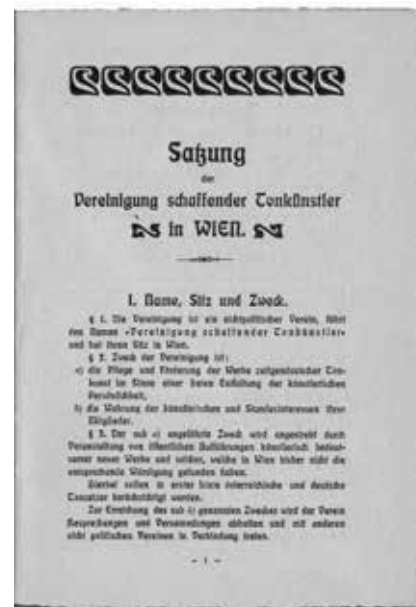 Satzung
der
Vereinigung schaffender Tonkünstler
in WIEN.
I. Name, Sitz und Zweck.
§ 1. Die Vereinigung ist ein nichtpolitischer Verein, führt
den Namen »Vereinigung schaffender Tonkünstler«
und hat ihren Sitz in Wien.
§ 2. Zweck der Vereinigung ist:
a) die Pflege und Förderung der Werke zeitgenössischer Ton-
kunst im Sinne einer freien Entfaltung der künstlerischen
Persönlichkeit,
b) die Wahrung der künstlerischen und Standesinteressen ihrer
Mitglieder.
§ 3. Der sub a) angeführte Zweck wird angestrebt durch
Veranstaltung von öffentlichen Aufführungen künstlerisch bedeut-
samer neuer Werke und solcher, welche in Wien bisher nicht die
entsprechende Würdigung gefunden haben.
Hierbei sollen in erster Linie österreichische und deutsche
Tonsetzer berücksichtigt werden.
Zur Erreichung des sub b) genannten Zweckes wird der Verein
Besprechungen und Versammlungen abhalten und mit anderen
nicht politischen Vereinen in Verbindung treten.
– 1 –